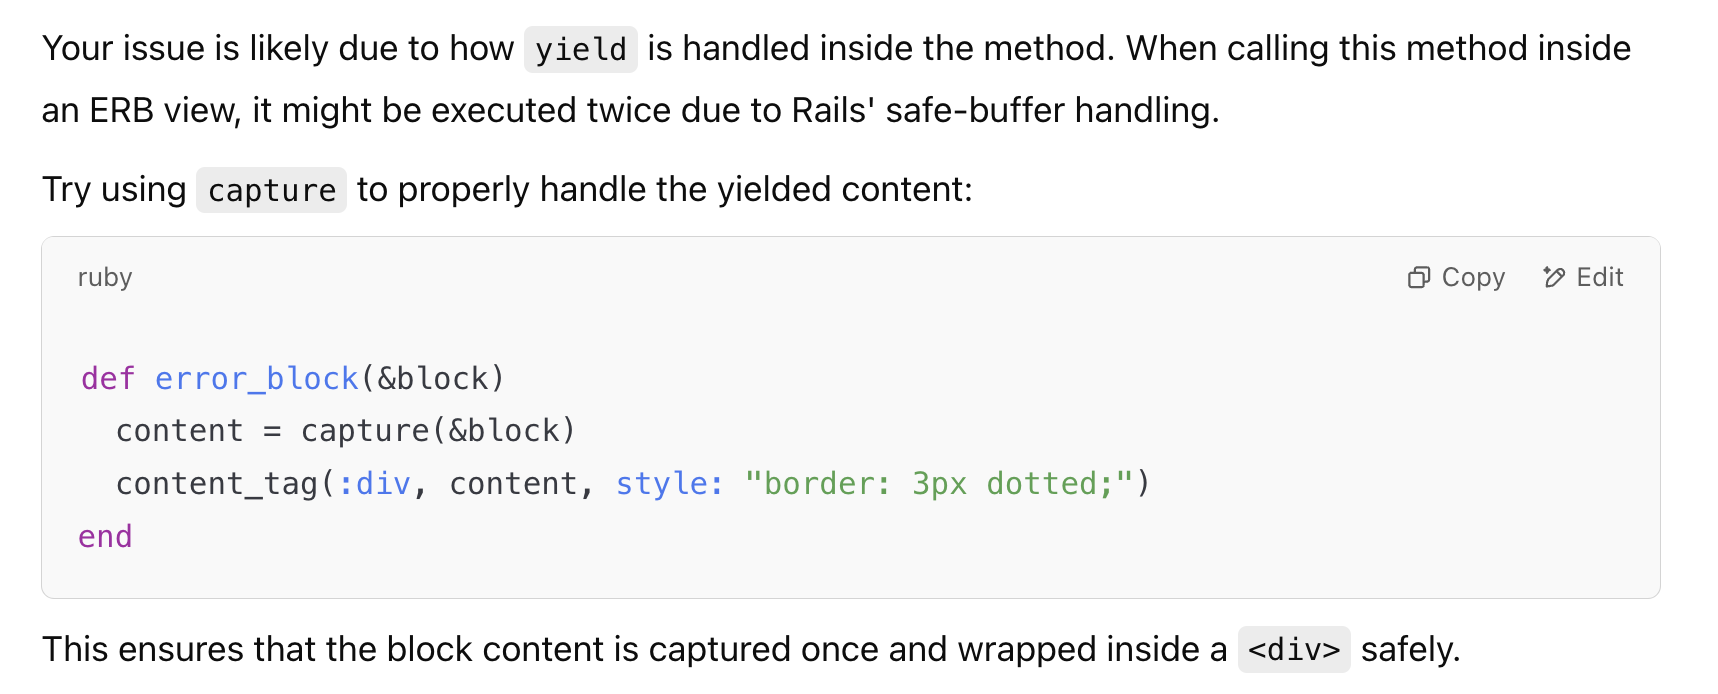 Your issue is likely due to how yield is handled inside the method. When calling this method inside
an ERB view, it might be executed twice due to Rails' safe-buffer handling.
Try using capture to properly handle the yielded content:
ruby
Copy
Edit
def error_block(&block)
  content = capture(&block)
  content_tag(:div, content, style: "border: 3px dotted;")
end
This ensures that the block content is captured once and wrapped inside a <div> safely.